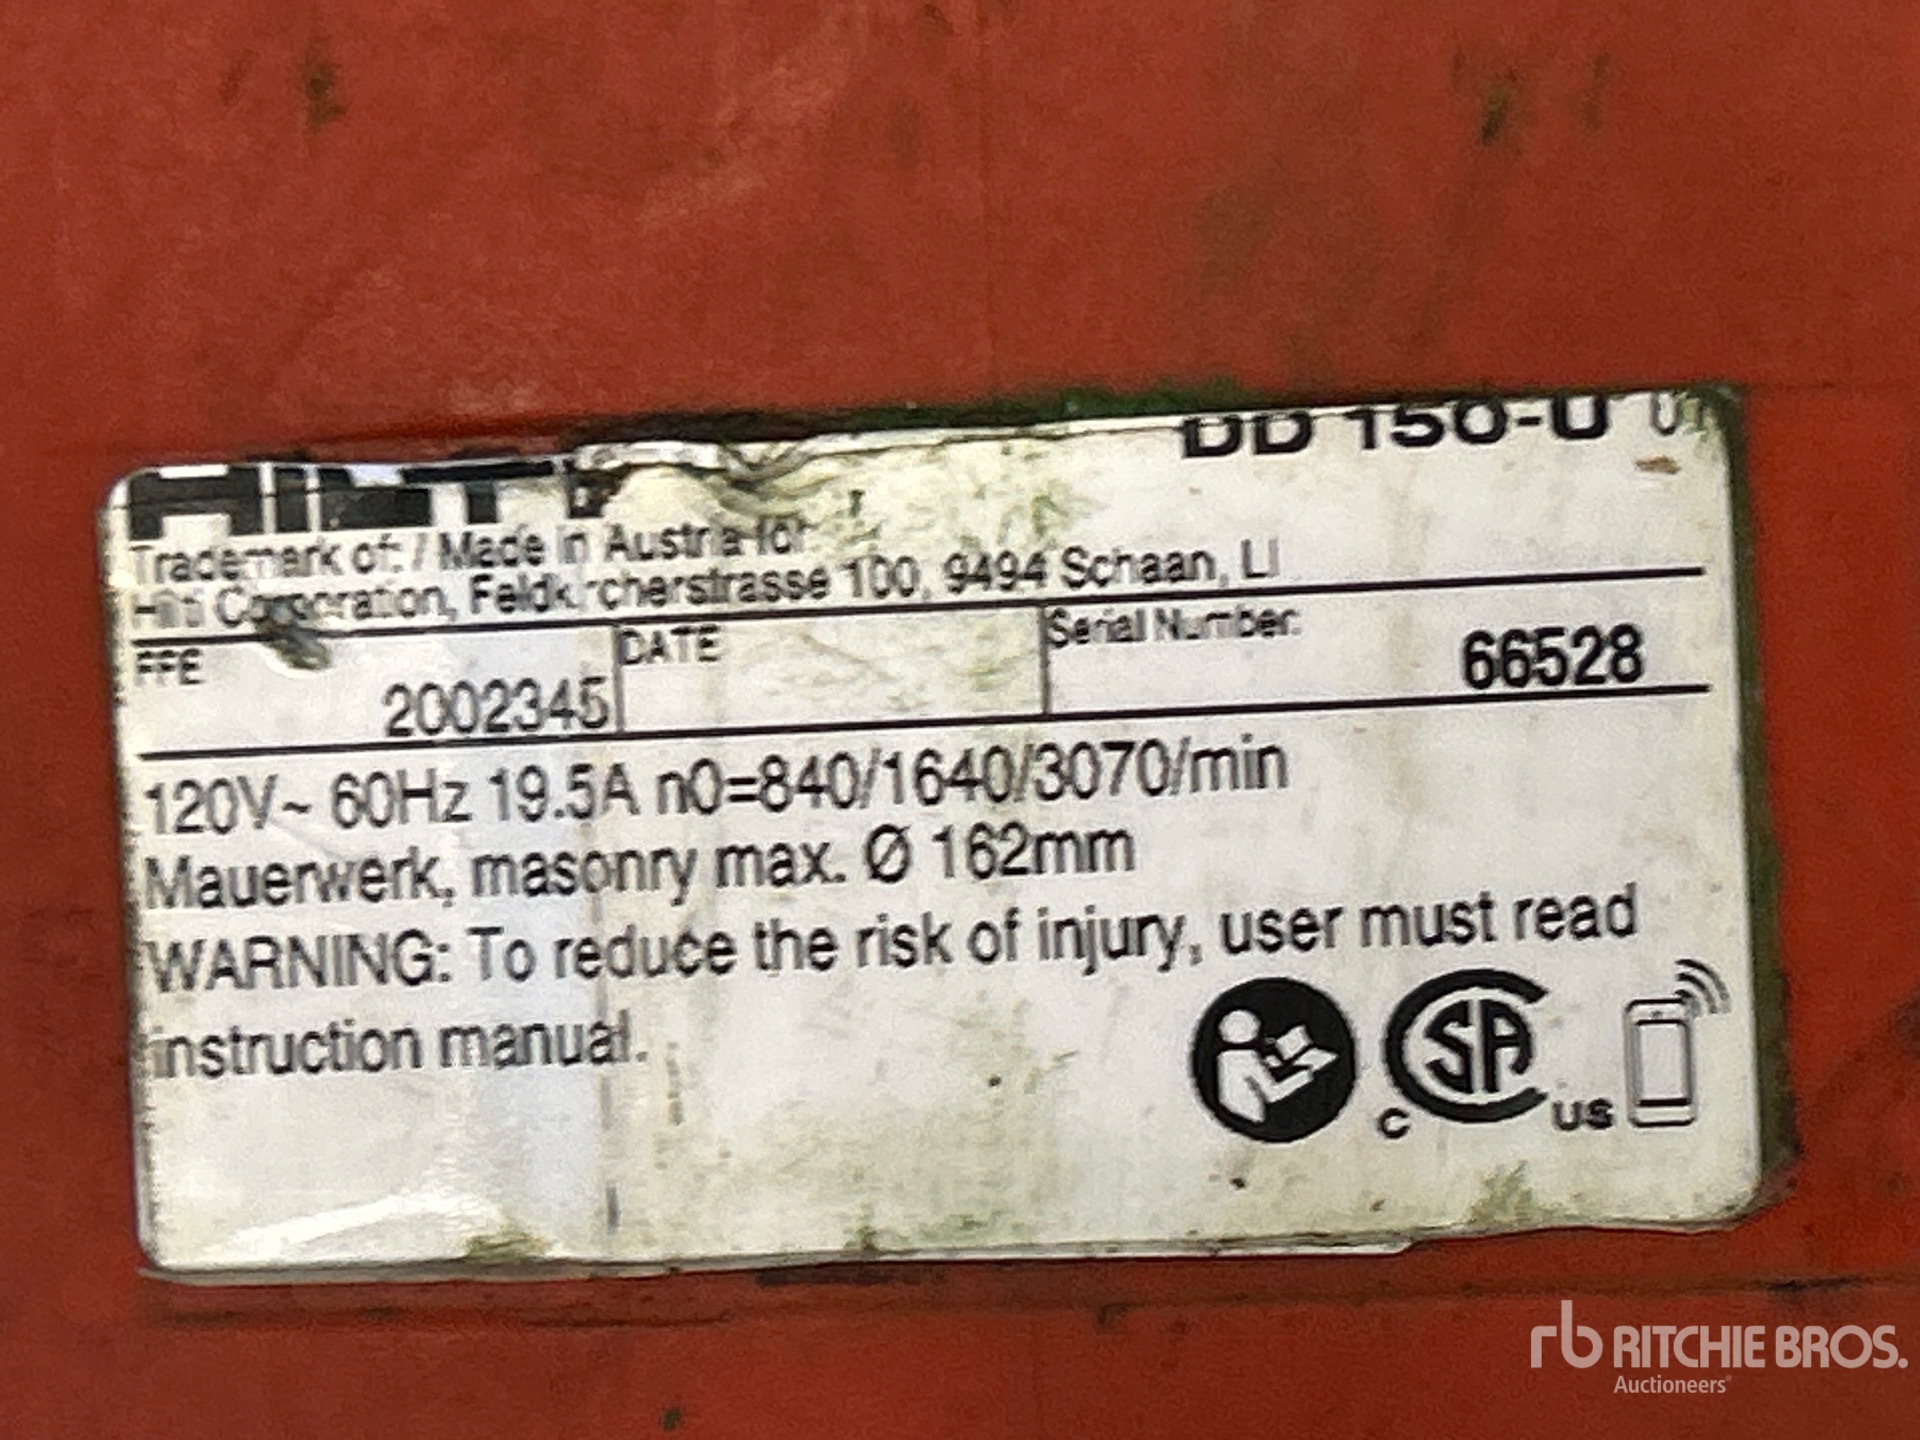 HILTI
DD 150-U
Trademark of: / Made in Austria for
Hilti Corporation, Feldkircherstrasse 100, 9494 Schaan, LI
FFE
DATE
Serial Number:
2002345
66528
120V~ 60Hz 19.5A n0=840/1640/3070/min
Mauerwerk, masonry max. Ø 162mm
WARNING: To reduce the risk of injury, user must read
instruction manual.
C SA US
rb RITCHIE BROS.
Auctioneers